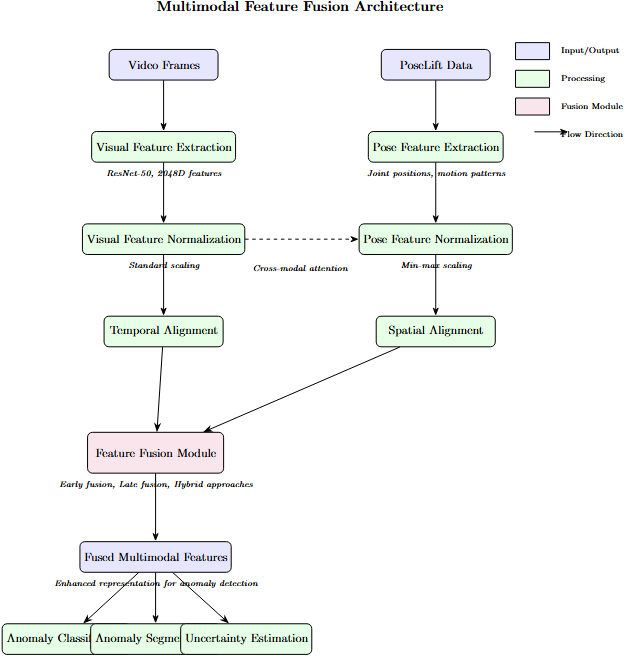 Multimodal Feature Fusion Architecture
Video Frames
PoseLift Data
Input/Output
Processing
Fusion Module
Flow Direction
Visual Feature Extraction
Pose Feature Extraction
ResNet-50, 2048D features
Joint positions, motion patterns
Visual Feature Normalization
Pose Feature Normalization
Standard scaling
Cross-modal attention
Min-max scaling
Temporal Alignment
Spatial Alignment
Feature Fusion Module
Early fusion, Late fusion, Hybrid approaches
Fused Multimodal Features
Enhanced representation for anomaly detection
Anomaly
Anomaly
Uncertainty Estimation